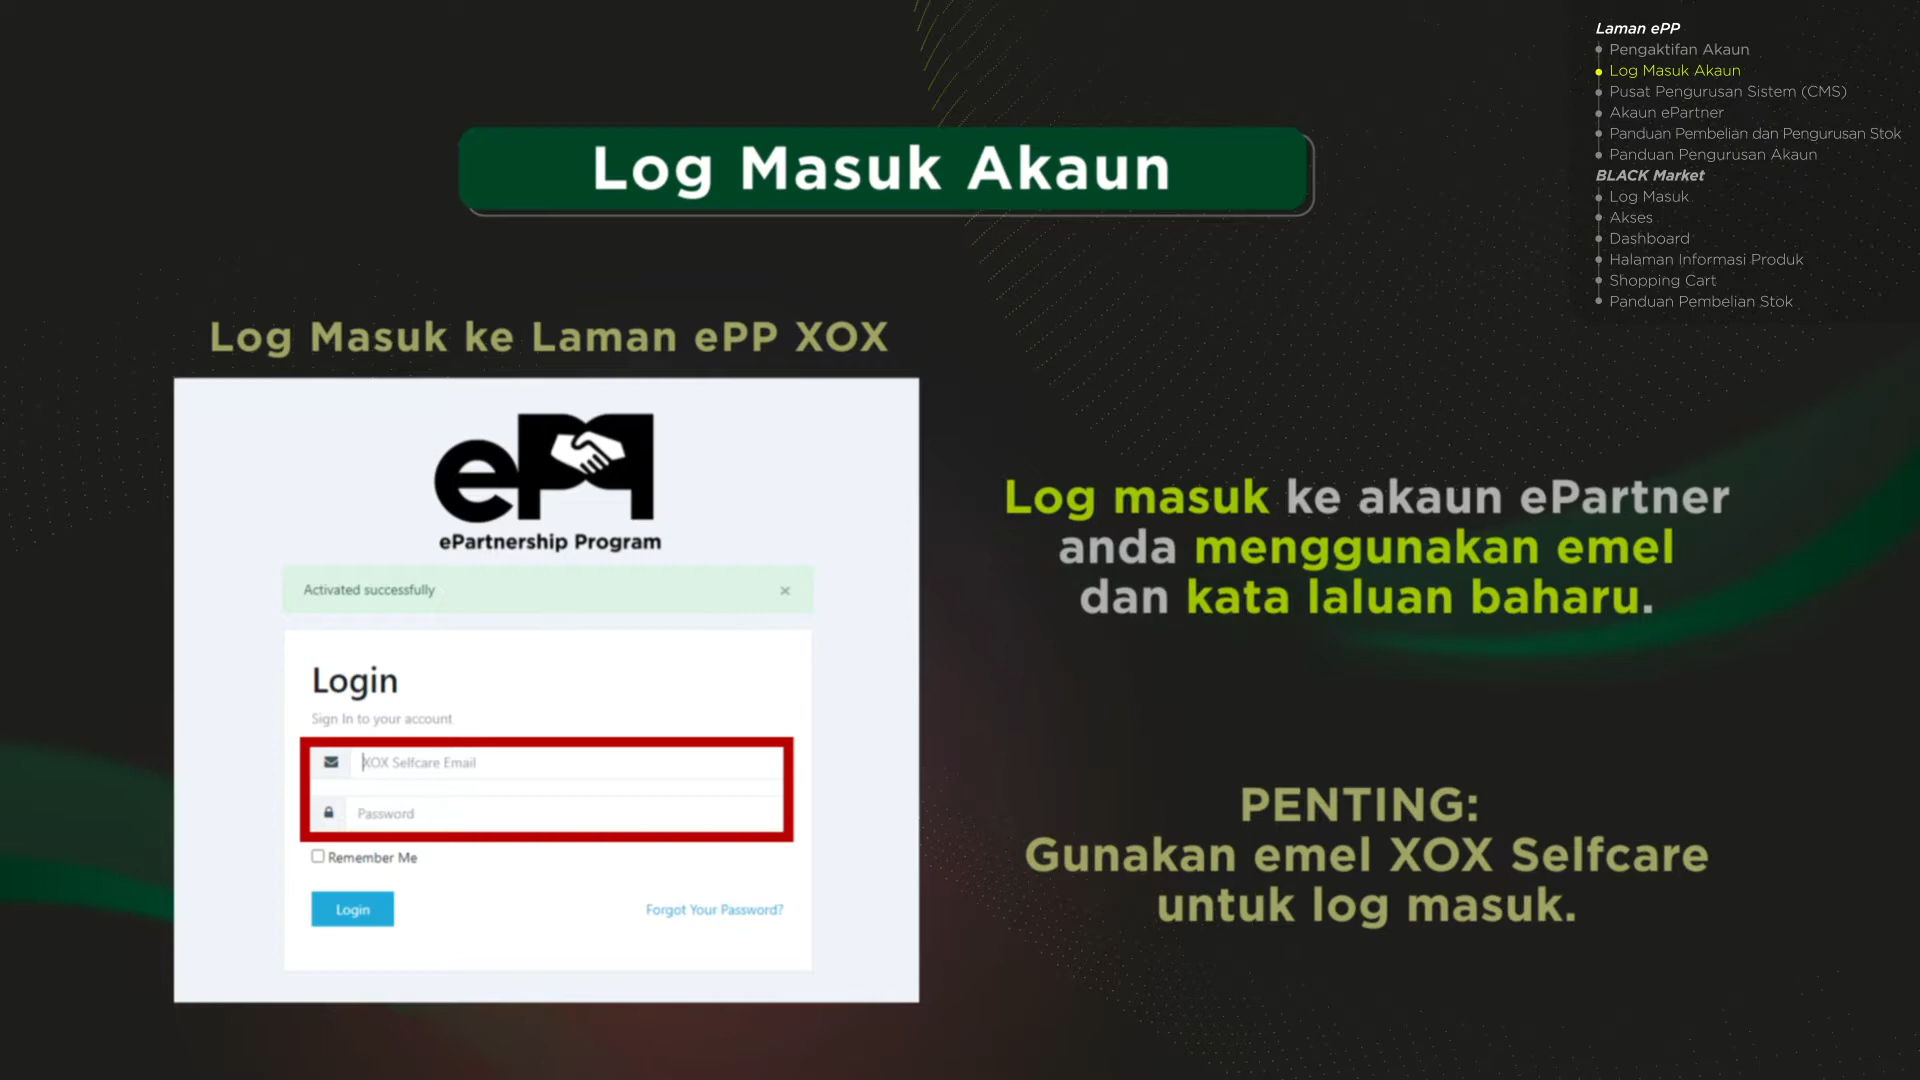 Laman ePP
Pengaktifan Akaun
Log Masuk Akaun
Pusat Pengurusan Sistem (CMS)
Akaun ePartner
Panduan Pembelian dan Pengurusan Stok
Panduan Pengurusan Akaun
BLACK Market
Log Masuk
Akses
Dashboard
Halaman Informasi Produk
Shopping Cart
Panduan Pembelian Stok
Log Masuk Akaun
Log Masuk ke Laman ePP XOX
ePP
ePartnership Program
Activated successfully ×
Login
Sign In to your account
XOX Selfcare Email
Password
Remember Me
Login
Forgot Your Password?
Log masuk ke akaun ePartner
anda menggunakan emel
dan kata laluan baharu.
PENTING:
Gunakan emel XOX Selfcare
untuk log masuk.